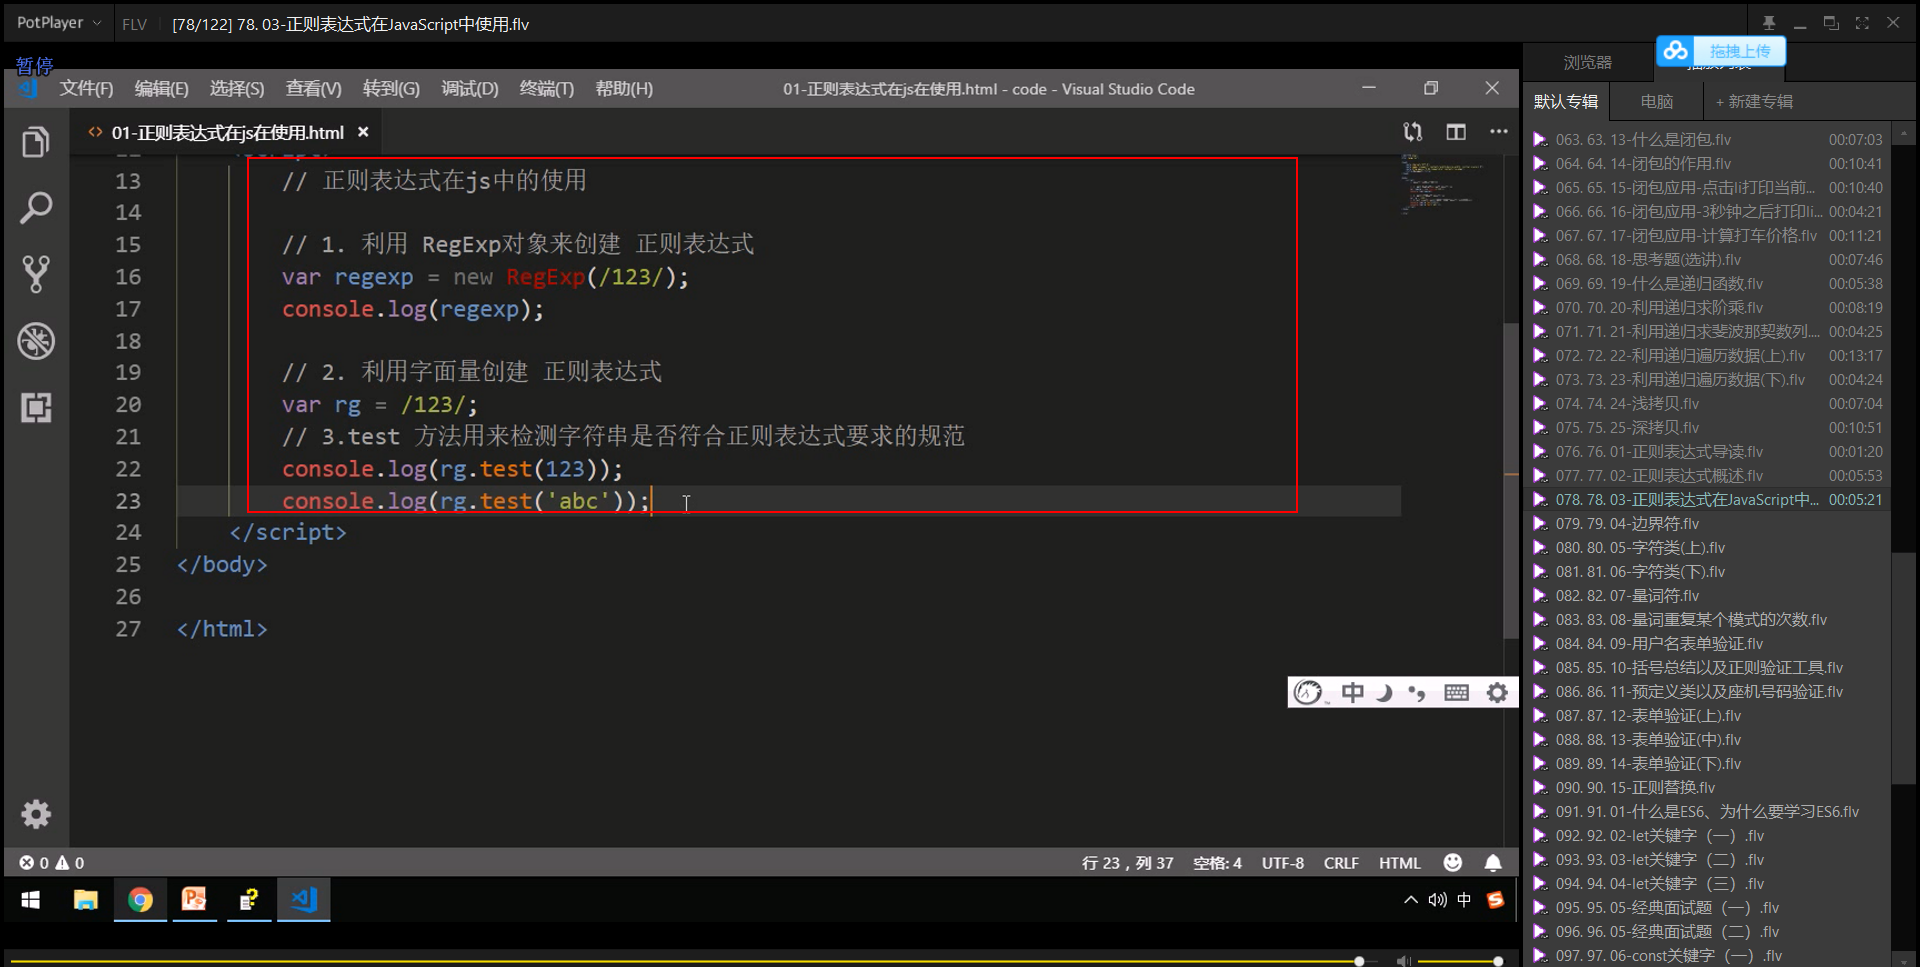 PotPlayer
FLV
[78/122] 78. 03-正则表达式在JavaScript中使用.flv
暂停
拖拽上传
浏览器
文件(F) 编辑(E) 选择(S) 查看(V) 转到(G) 调试(D) 终端(T) 帮助(H)
01-正则表达式在js在使用.html - code - Visual Studio Code
默认专辑
电脑
+ 新建专辑
01-正则表达式在js在使用.html
13 // 正则表达式在js中的使用
14
15 // 1. 利用 RegExp对象来创建 正则表达式
16 var regexp = new RegExp(/123/);
17 console.log(regexp);
18
19 // 2. 利用字面量创建 正则表达式
20 var rg = /123/;
21 // 3.test 方法用来检测字符串是否符合正则表达式要求的规范
22 console.log(rg.test(123));
23 console.log(rg.test('abc'));
24 </script>
25 </body>
26
27 </html>
中
0 0
行 23，列 37 空格: 4 UTF-8 CRLF HTML
中
063. 63. 13-什么是闭包.flv 00:07:03
064. 64. 14-闭包的作用.flv 00:10:41
065. 65. 15-闭包应用-点击li打印当前... 00:10:40
066. 66. 16-闭包应用-3秒钟之后打印li... 00:04:21
067. 67. 17-闭包应用-计算打车价格.flv 00:11:21
068. 68. 18-思考题(选讲).flv 00:07:46
069. 69. 19-什么是递归函数.flv 00:05:38
070. 70. 20-利用递归求阶乘.flv 00:08:19
071. 71. 21-利用递归求斐波那契数列.... 00:04:25
072. 72. 22-利用递归遍历数据(上).flv 00:13:17
073. 73. 23-利用递归遍历数据(下).flv 00:04:24
074. 74. 24-浅拷贝.flv 00:07:04
075. 75. 25-深拷贝.flv 00:10:51
076. 76. 01-正则表达式导读.flv 00:01:20
077. 77. 02-正则表达式概述.flv 00:05:53
078. 78. 03-正则表达式在JavaScript中... 00:05:21
079. 79. 04-边界符.flv
080. 80. 05-字符类(上).flv
081. 81. 06-字符类(下).flv
082. 82. 07-量词符.flv
083. 83. 08-量词重复某个模式的次数.flv
084. 84. 09-用户名表单验证.flv
085. 85. 10-括号总结以及正则验证工具.flv
086. 86. 11-预定义类以及座机号码验证.flv
087. 87. 12-表单验证(上).flv
088. 88. 13-表单验证(中).flv
089. 89. 14-表单验证(下).flv
090. 90. 15-正则替换.flv
091. 91. 01-什么是ES6、为什么要学习ES6.flv
092. 92. 02-let关键字（一）.flv
093. 93. 03-let关键字（二）.flv
094. 94. 04-let关键字（三）.flv
095. 95. 05-经典面试题（一）.flv
096. 96. 05-经典面试题（二）.flv
097. 97. 06-const关键字（一）.flv